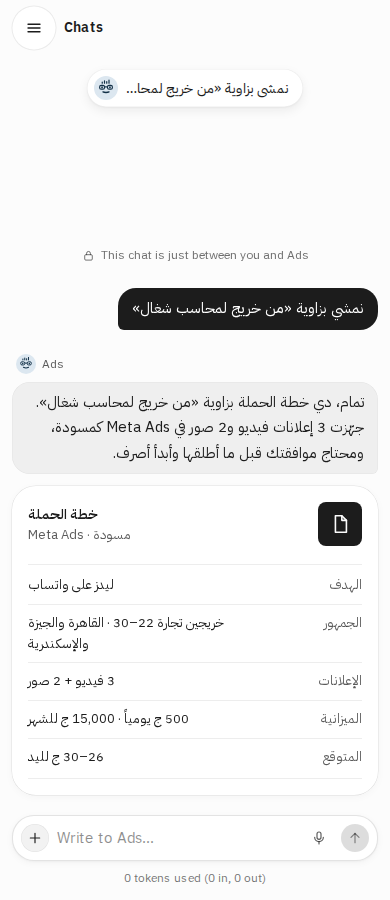 Chats
نمشي بزاوية «من خريج لمحا...
This chat is just between you and Ads
نمشي بزاوية «من خريج لمحاسب شغال»
Ads
تمام، دي خطة الحملة بزاوية «من خريج لمحاسب شغال».
جهّزت 3 إعلانات فيديو و2 صور في Meta Ads كمسودة،
ومحتاج موافقتك قبل ما أطلقها وأبدأ أصرف.
خطة الحملة
Meta Ads · مسودة
الهدف
ليدز على واتساب
الجمهور
خريجين تجارة 22–30 · القاهرة والجيزة
والإسكندرية
الإعلانات
3 فيديو + 2 صور
الميزانية
500 ج يومياً · 15,000 ج للشهر
المتوقع
26–30 ج لليد
Write to Ads...
0 tokens used (0 in, 0 out)